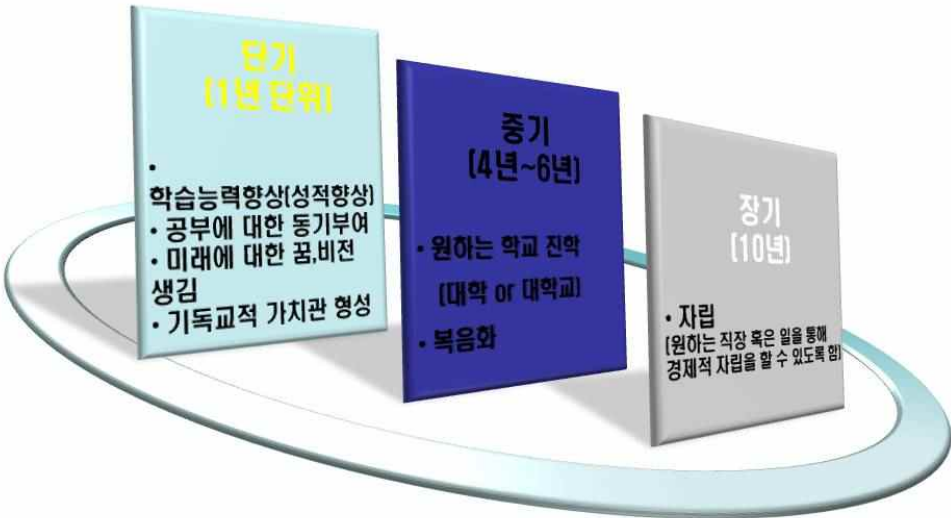 단기
(1년 단위)
•
학습능력향상(성적향상)
• 공부에 대한 동기부여
• 미래에 대한 꿈,비전
생김
• 기독교적 가치관 형성
중기
(4년~6년)
• 원하는 학교 진학
(대학 or 대학교)
• 복음화
장기
(10년)
• 자립
(원하는 직장 혹은 일을 통해
경제적 자립을 할 수 있도록 함)